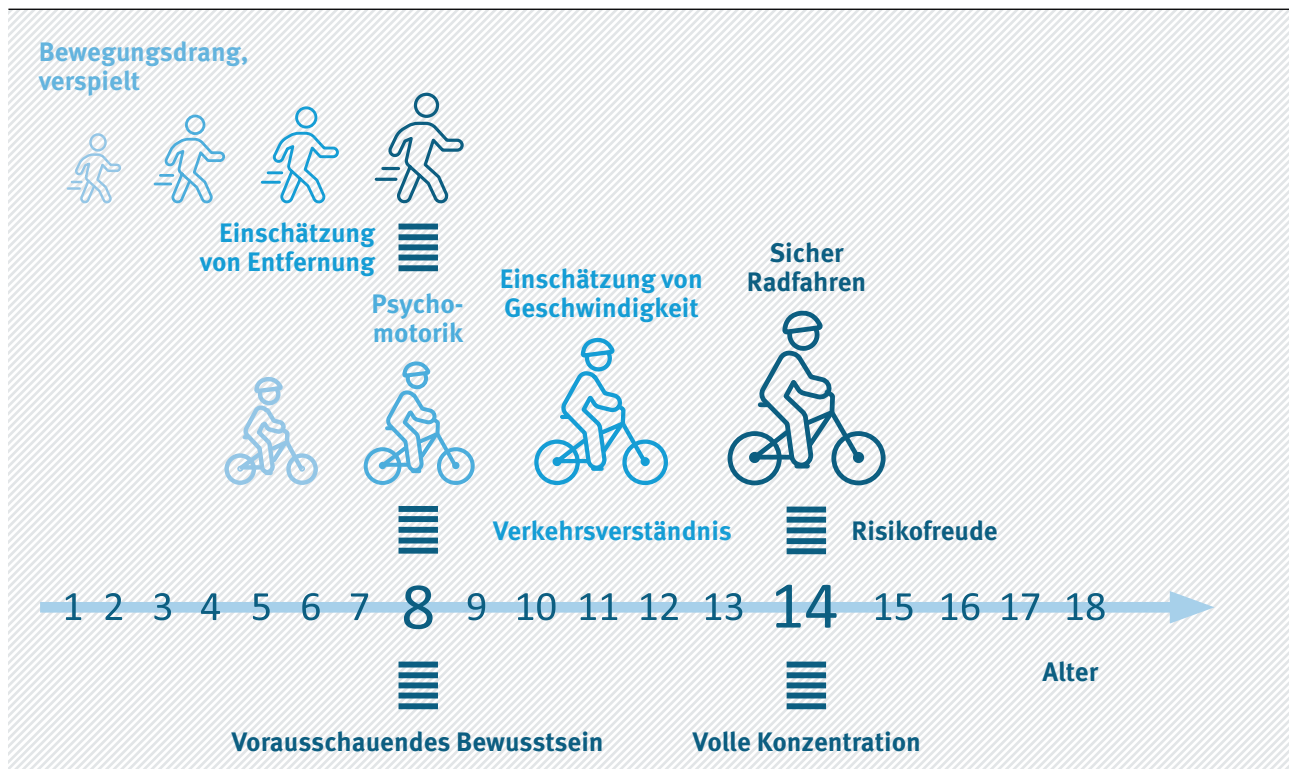 Bewegungsdrang,
verspielt
Einschätzung
von Entfernung
Psycho-
motorik
Einschätzung von
Geschwindigkeit
Sicher
Radfahren
Verkehrsverständnis
Risikofreude
1 2 3 4 5 6 7 8 9 10 11 12 13 14 15 16 17 18
Alter
Vorausschauendes Bewusstsein
Volle Konzentration